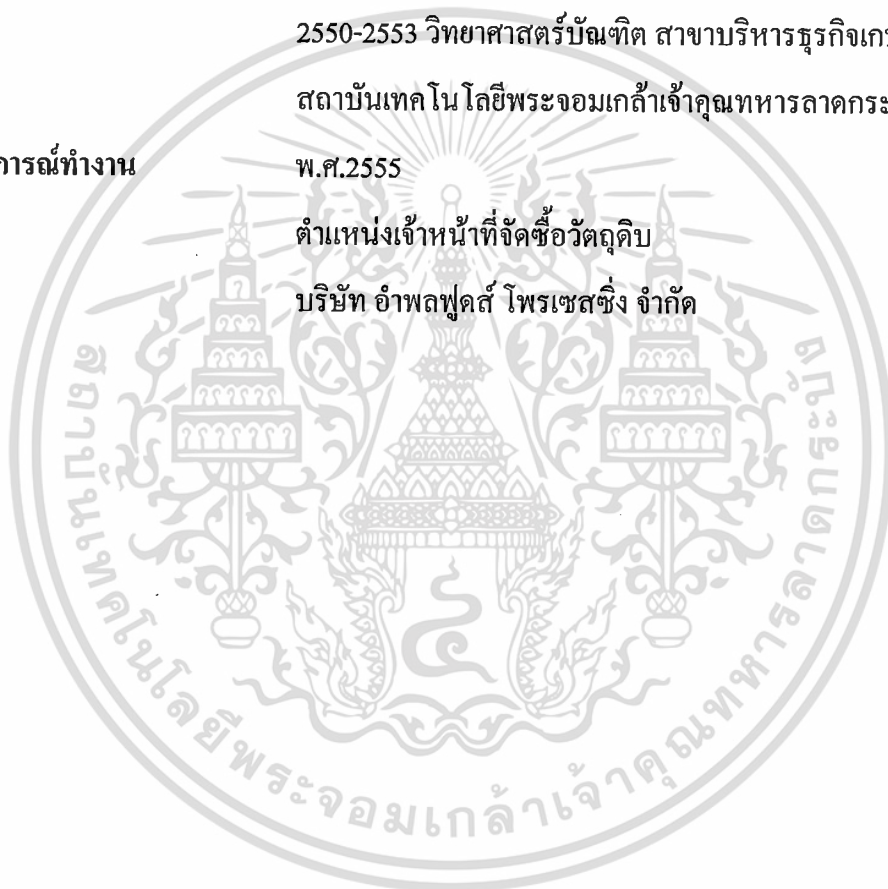 2550-2553 วิทยาศาสตร์บัณฑิต สาขาบริหารธุรกิจเก
สถาบันเทคโนโลยีพระจอมเกล้าเจ้าคุณทหารลาดกระ
การณ์ทำงาน พ.ศ.2555
ตำแหน่งเจ้าหน้าที่จัดซื้อวัตถุดิบ
บริษัท อำพลฟูดส์ โพรเซสซิ่ง จำกัด
สถาบันเทคโนโลยีพระจอมเกล้าเจ้าคุณทหารลาดกระบัง